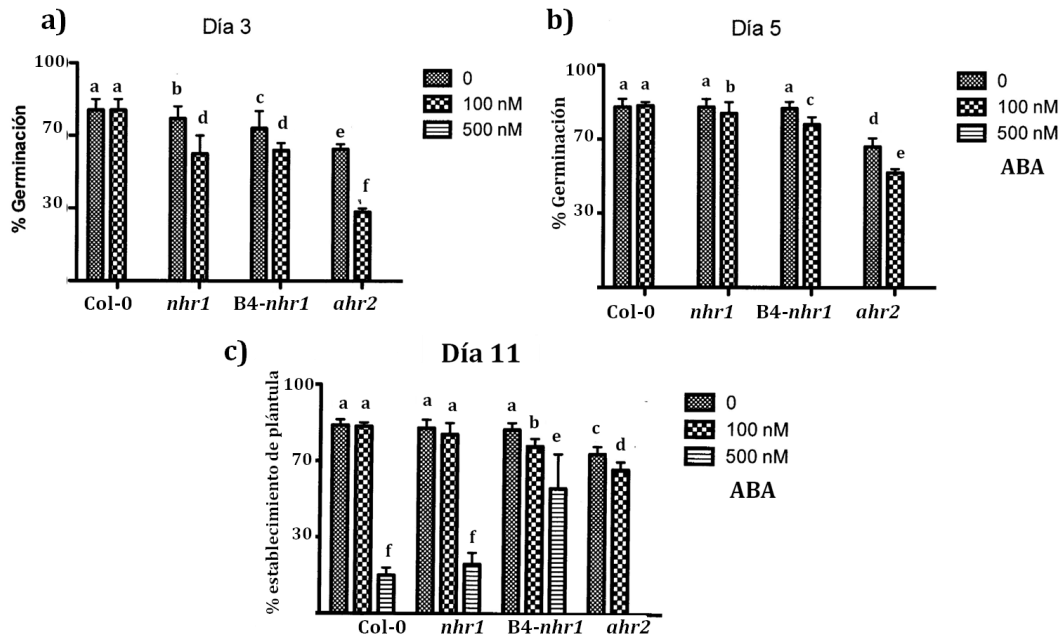 a)
Día 3
% Germinación
100
70
30
a a b d c d e f
Col-0 nhr1 B4-nhr1 ahr2
0
100 nM
500 nM
b)
Día 5
% Germinación
100
70
30
a a a b a c d e
Col-0 nhr1 B4-nhr1 ahr2
0
100 nM
500 nM
ABA
c)
Día 11
% establecimiento de plántula
100
70
30
a a f a a f a b e c d
Col-0 nhr1 B4-nhr1 ahr2
0
100 nM
500 nM
ABA